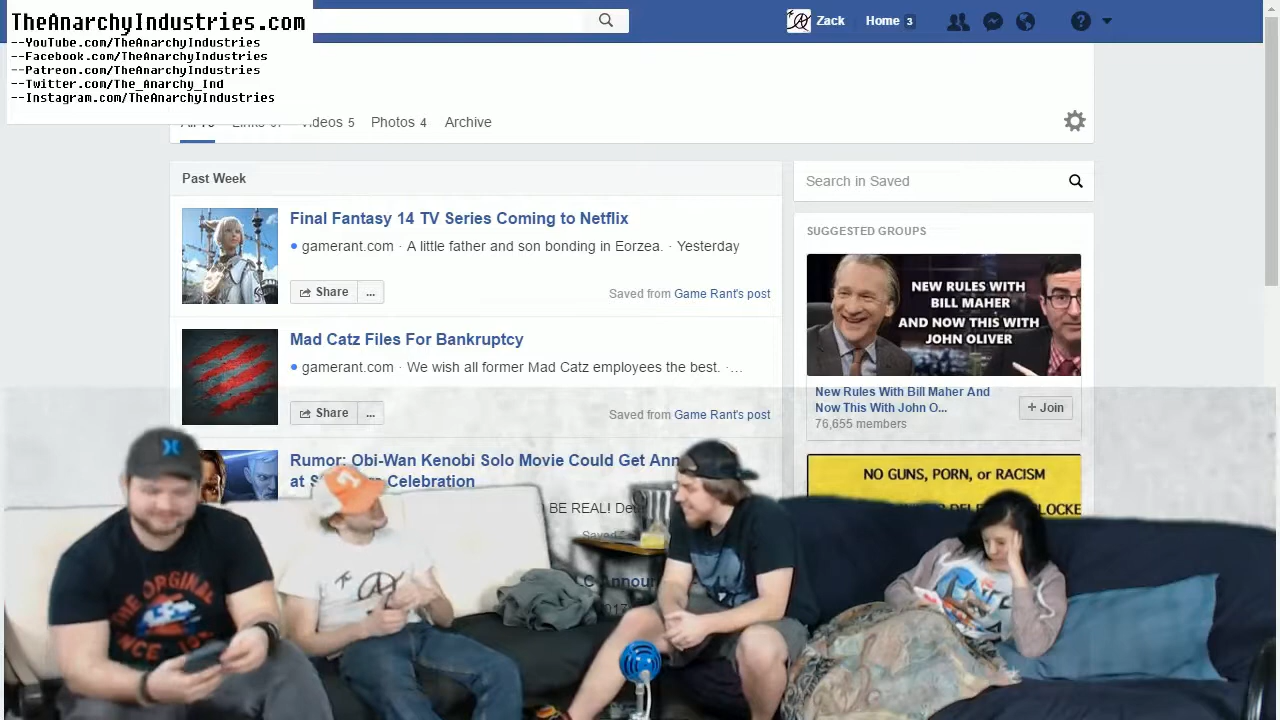 TheAnarchyIndustries.com
--YouTube.com/TheAnarchyIndustries
--Facebook.com/TheAnarchyIndustries
--Patreon.com/TheAnarchyIndustries
--Twitter.com/The_Anarchy_Ind
--Instagram.com/TheAnarchyIndustries
Zack
Home 3
Videos 5
Photos 4
Archive
Past Week
Final Fantasy 14 TV Series Coming to Netflix
gamerant.com · A little father and son bonding in Eorzea. · Yesterday
Share
...
Saved from Game Rant's post
Mad Catz Files For Bankruptcy
gamerant.com · We wish all former Mad Catz employees the best. · ...
Share
...
Saved from Game Rant's post
Rumor: Obi-Wan Kenobi Solo Movie Could Get
Celebration
BE REAL!
Search in Saved
SUGGESTED GROUPS
NEW RULES WITH
BILL MAHER
AND NOW THIS WITH
JOHN OLIVER
New Rules With Bill Maher And
Now This With John O...
76,655 members
+ Join
NO GUNS, PORN, or RACISM
THE ORGINAL